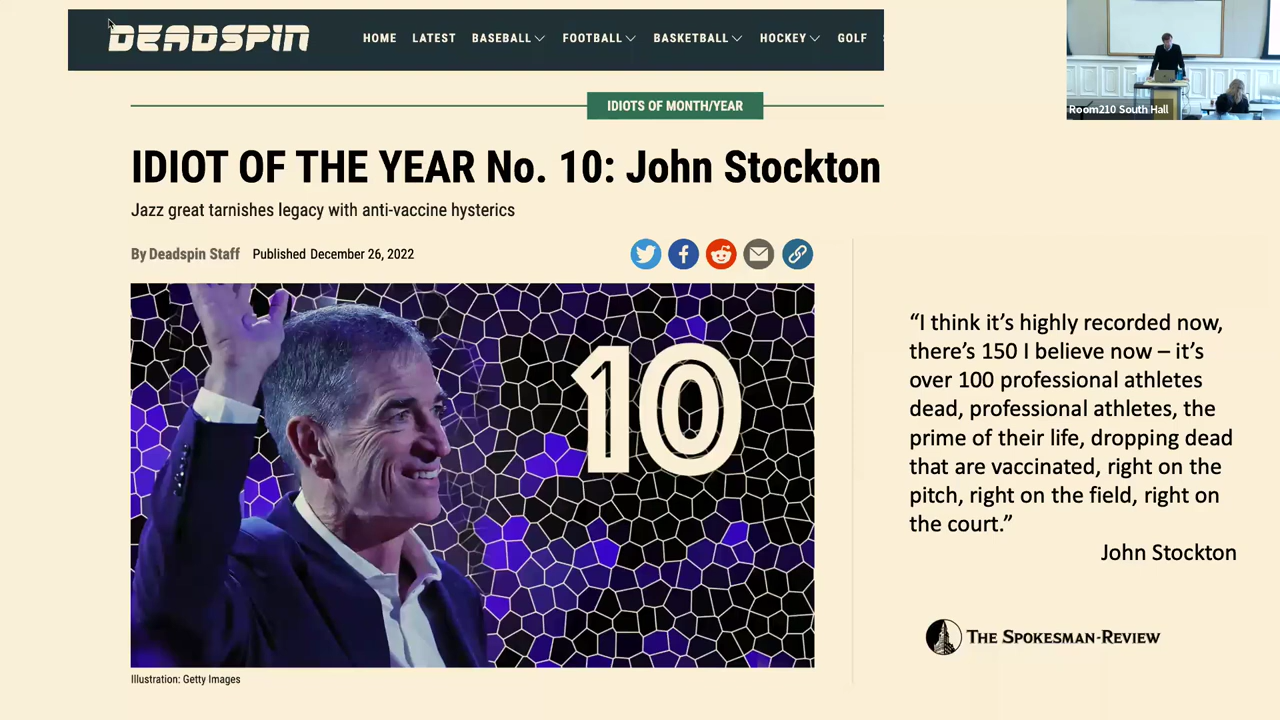 DEADSPIN
HOME LATEST BASEBALL FOOTBALL BASKETBALL HOCKEY GOLF
IDIOTS OF MONTH/YEAR
IDIOT OF THE YEAR No. 10: John Stockton
Jazz great tarnishes legacy with anti-vaccine hysterics
By Deadspin Staff Published December 26, 2022
10
Illustration: Getty Images
Room210 South Hall
“I think it’s highly recorded now,
there’s 150 I believe now – it’s
over 100 professional athletes
dead, professional athletes, the
prime of their life, dropping dead
that are vaccinated, right on the
pitch, right on the field, right on
the court.”
John Stockton
THE SPOKESMAN-REVIEW